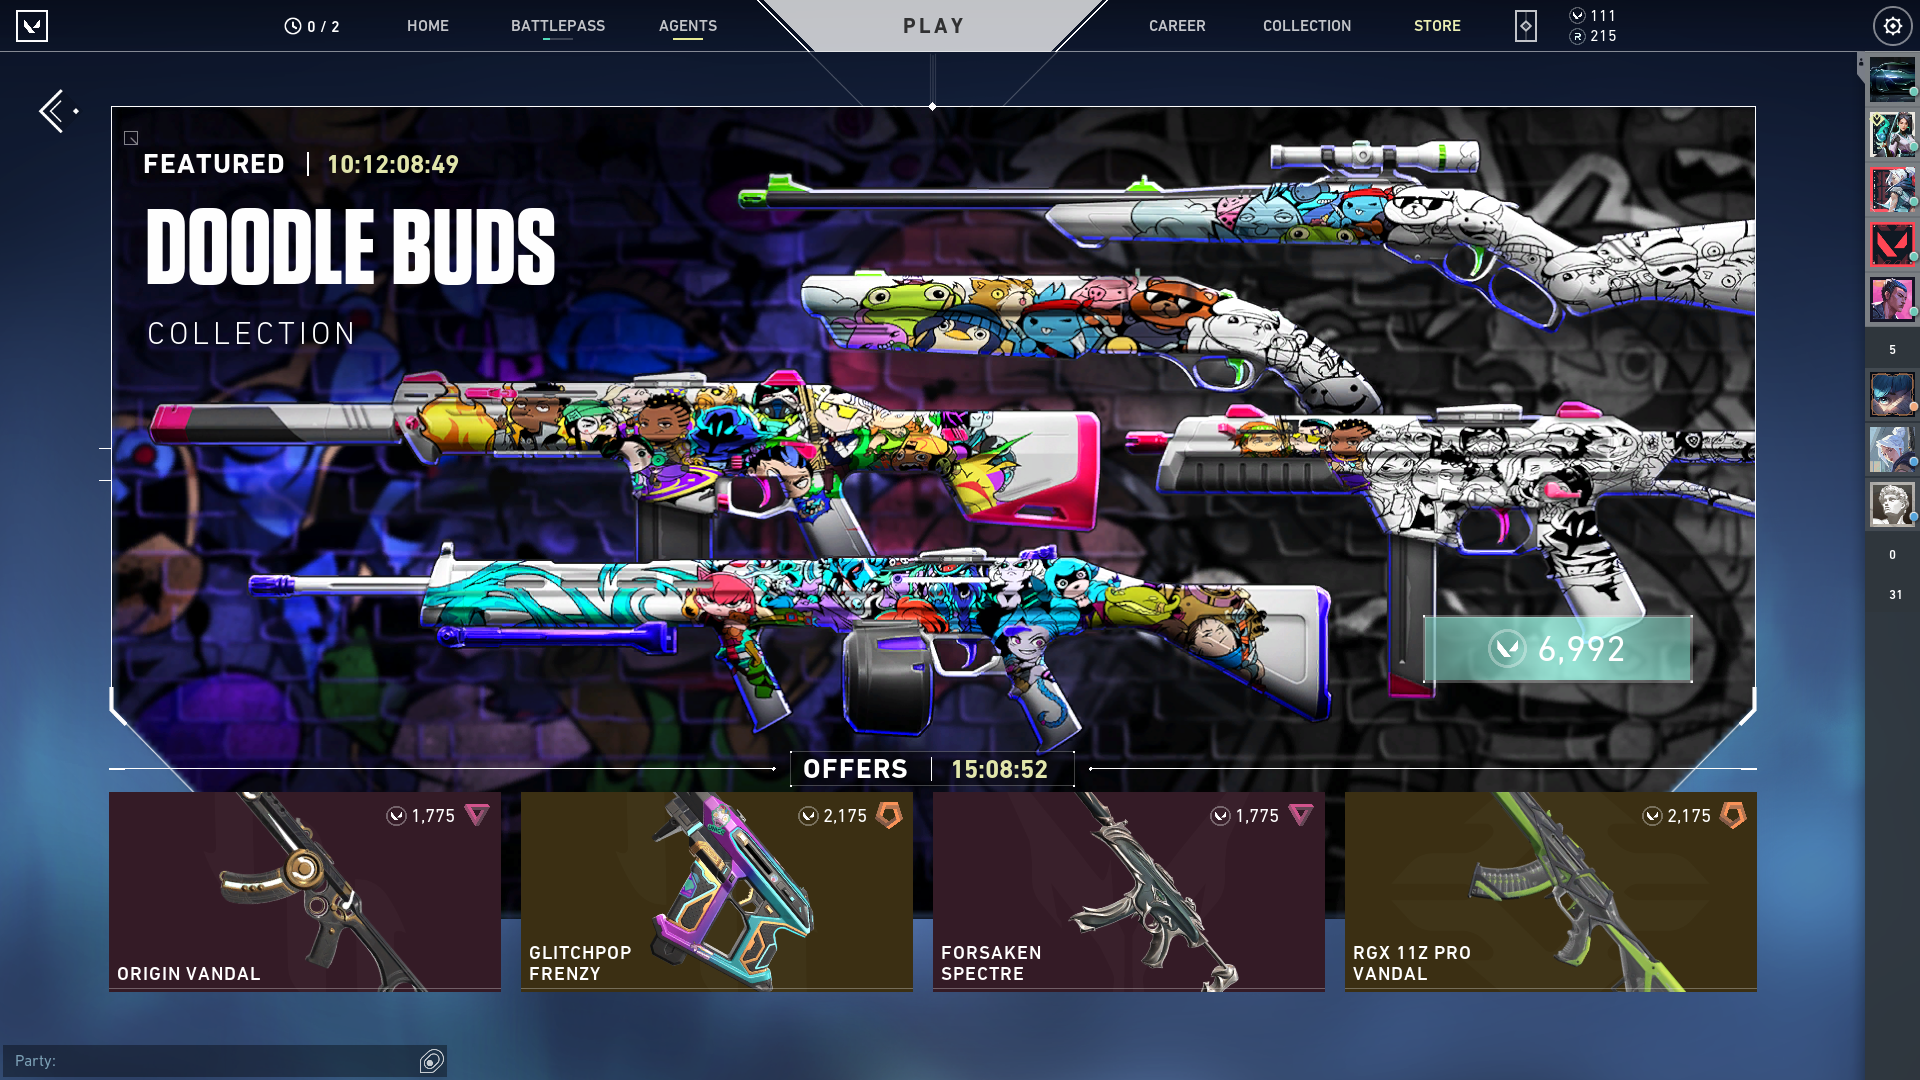 0 / 2
HOME
BATTLEPASS
AGENTS
PLAY
CAREER
COLLECTION
STORE
111
R 215
FEATURED | 10:12:08:49
DOODLE BUDS
COLLECTION
5
0
31
6,992
OFFERS | 15:08:52
1,775
ORIGIN VANDAL
2,175
GLITCHPOP
FRENZY
1,775
FORSAKEN
SPECTRE
2,175
RGX 11Z PRO
VANDAL
Party: